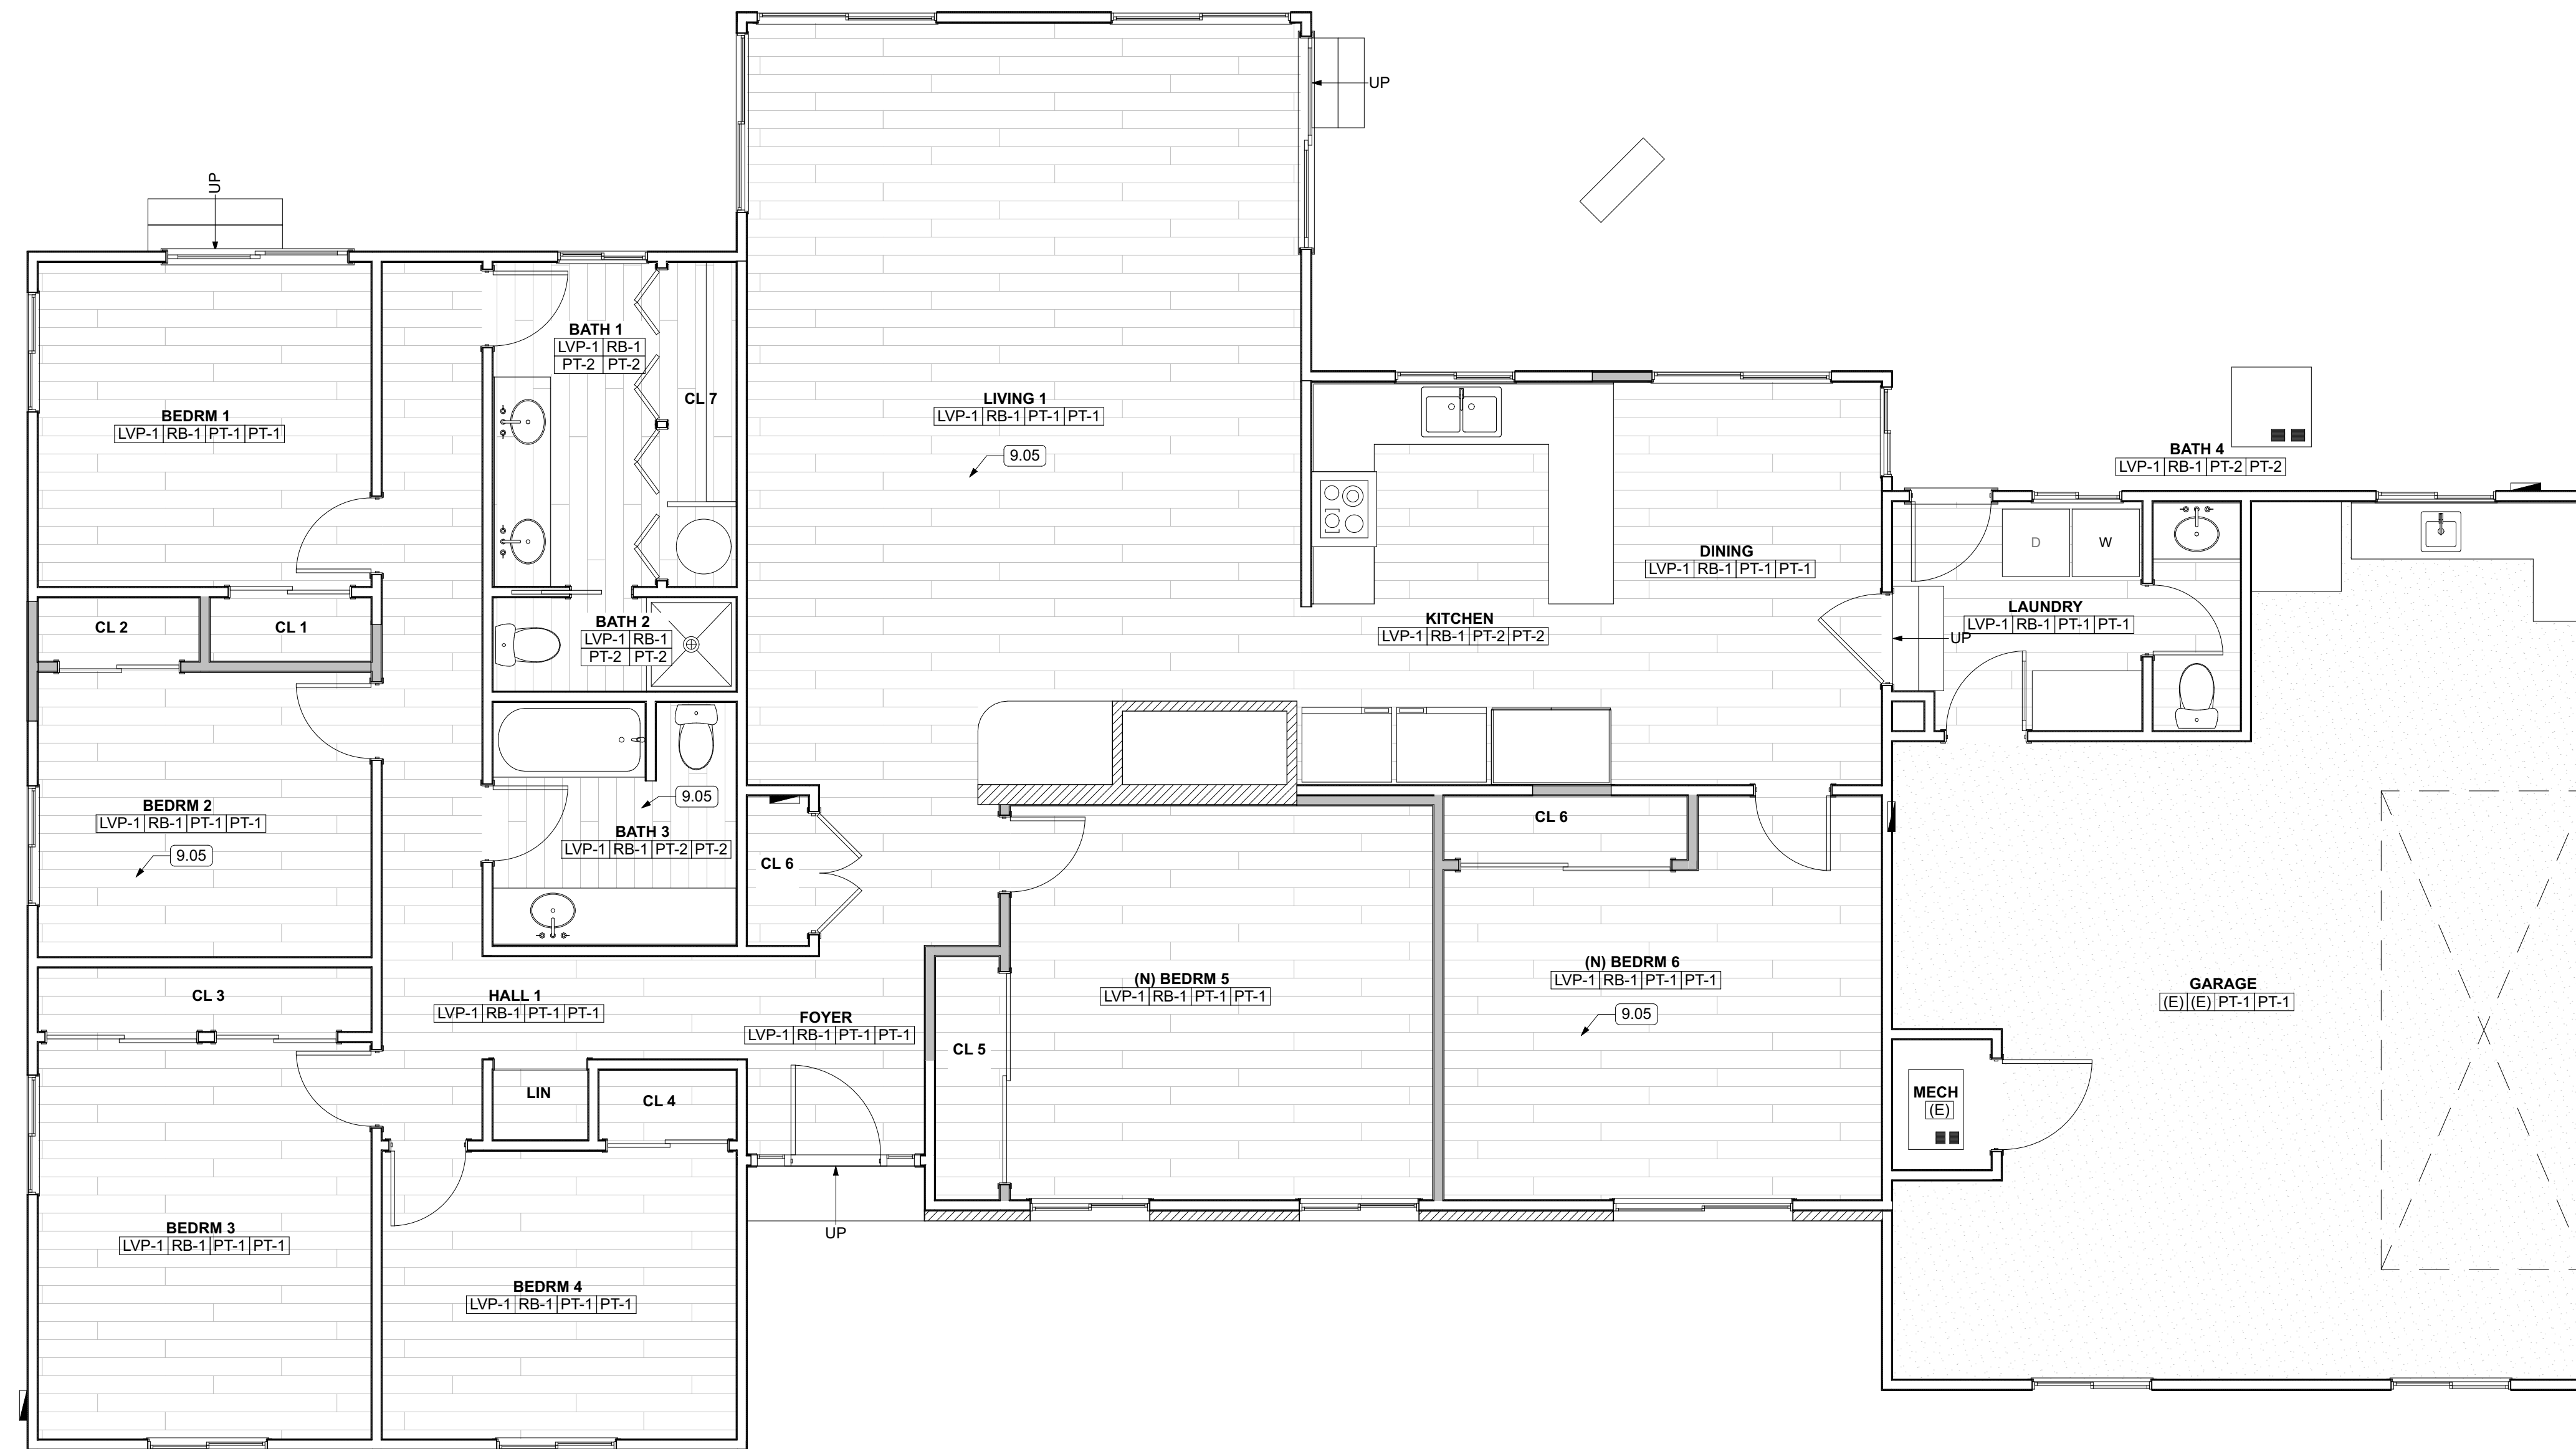 UP
UP
BATH 1
LVP-1 RB-1
PT-2 PT-2
CL 7
LIVING 1
LVP-1 RB-1 PT-1 PT-1
9.05
BEDRM 1
LVP-1 RB-1 PT-1 PT-1
BATH 4
LVP-1 RB-1 PT-2 PT-2
D
W
DINING
LVP-1 RB-1 PT-1 PT-1
LAUNDRY
LVP-1 RB-1 PT-1 PT-1
UP
KITCHEN
LVP-1 RB-1 PT-2 PT-2
CL 2
CL 1
BATH 2
LVP-1 RB-1
PT-2 PT-2
9.05
BEDRM 2
LVP-1 RB-1 PT-1 PT-1
9.05
BATH 3
LVP-1 RB-1 PT-2 PT-2
CL 6
CL 6
(N) BEDRM 5
LVP-1 RB-1 PT-1 PT-1
(N) BEDRM 6
LVP-1 RB-1 PT-1 PT-1
9.05
GARAGE
(E) (E) PT-1 PT-1
CL 3
HALL 1
LVP-1 RB-1 PT-1 PT-1
FOYER
LVP-1 RB-1 PT-1 PT-1
CL 5
LIN
CL 4
MECH
(E)
UP
BEDRM 3
LVP-1 RB-1 PT-1 PT-1
BEDRM 4
LVP-1 RB-1 PT-1 PT-1